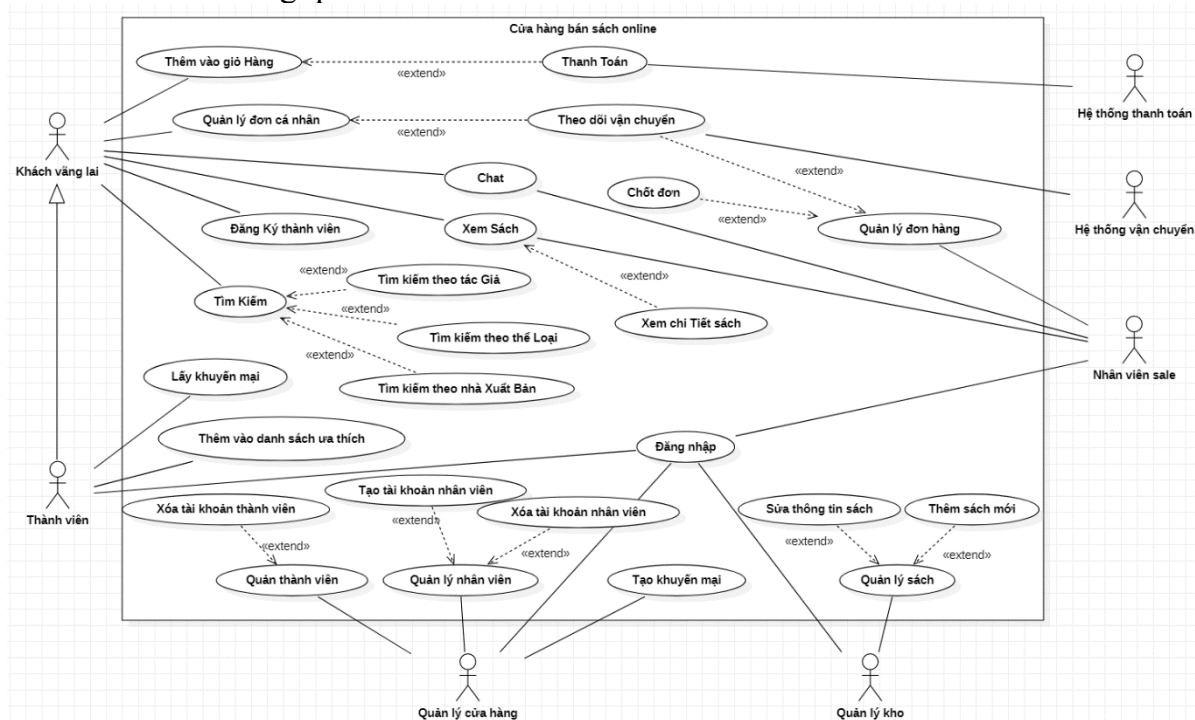 Cửa hàng bán sách online
Thêm vào giỏ Hàng
«extend»
Thanh Toán
Hệ thống thanh toán
Quản lý đơn cá nhân
«extend»
Theo dõi vận chuyển
Khách vãng lai
Chat
«extend»
Chốt đơn
«extend»
Hệ thống vận chuyển
Đăng Ký thành viên
Xem Sách
Quản lý đơn hàng
«extend»
Tìm kiếm theo tác Giả
«extend»
Tìm Kiếm
«extend»
Xem chi Tiết sách
Tìm kiếm theo thể Loại
«extend»
Nhân viên sale
Lấy khuyến mại
Tìm kiếm theo nhà Xuất Bản
Thêm vào danh sách ưa thích
Đăng nhập
Thành viên
Tạo tài khoản nhân viên
Xóa tài khoản thành viên
Xóa tài khoản nhân viên
Sửa thông tin sách
Thêm sách mới
«extend»
«extend»
«extend»
«extend»
«extend»
Quản thành viên
Quản lý nhân viên
Tạo khuyến mại
Quản lý sách
Quản lý cửa hàng
Quản lý kho